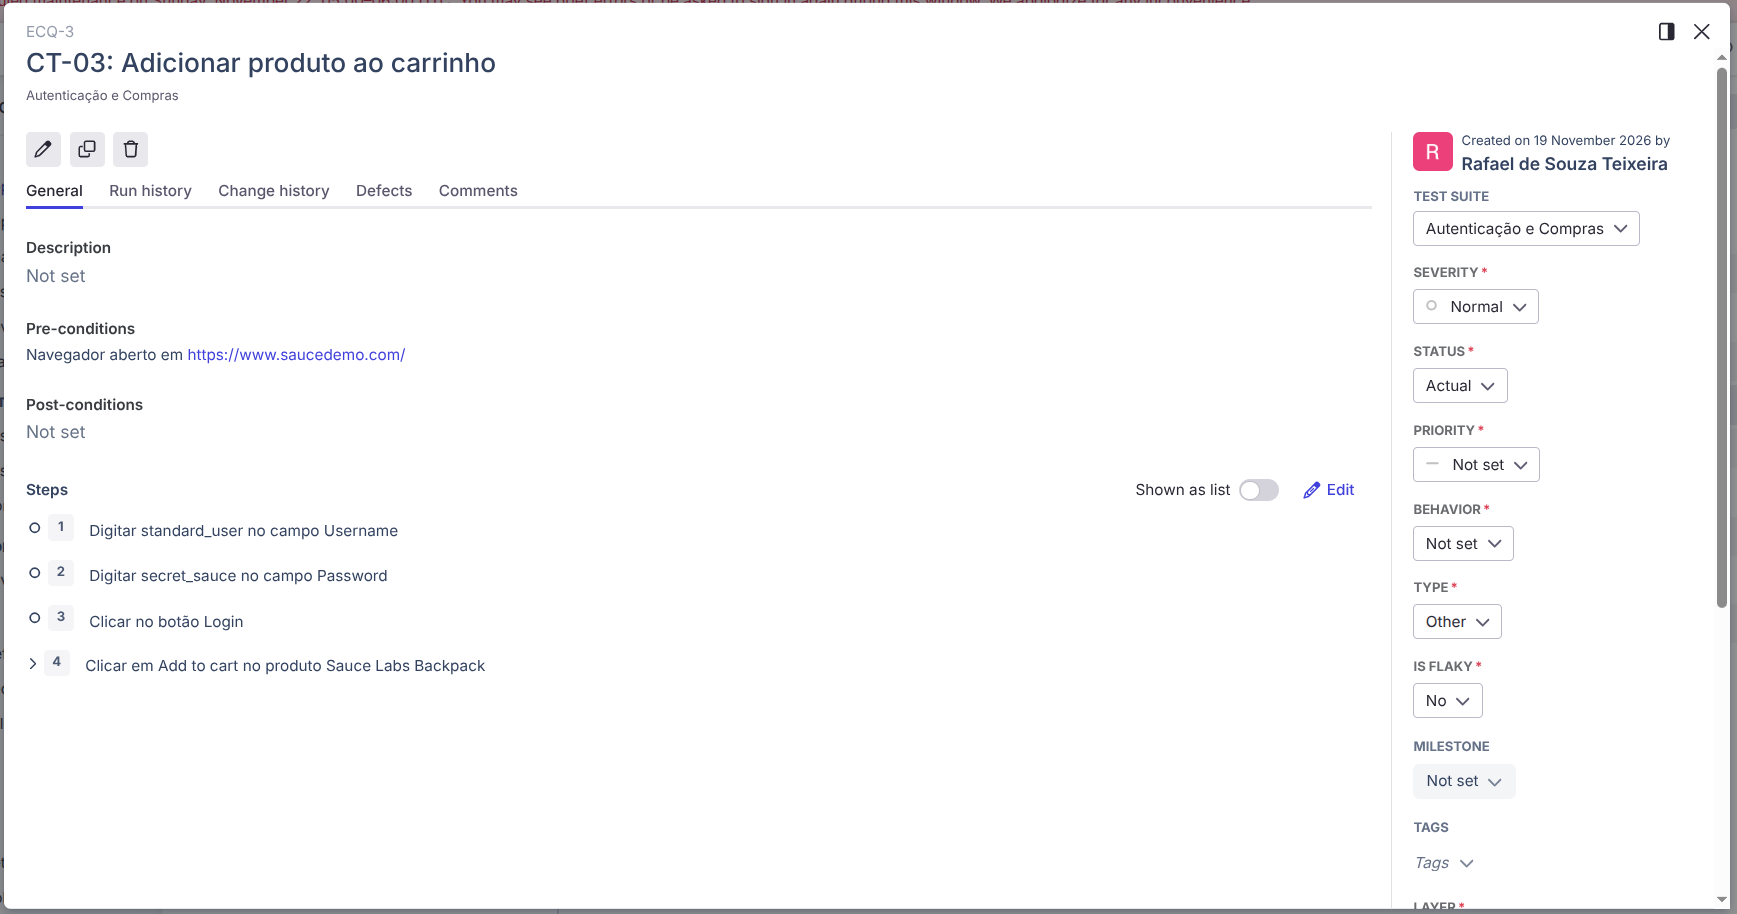 ECQ-3
CT-03: Adicionar produto ao carrinho
Autenticação e Compras
General Run history Change history Defects Comments
Description
Not set
Pre-conditions
Navegador aberto em https://www.saucedemo.com/
Post-conditions
Not set
Steps
Shown as list Edit
1 Digitar standard_user no campo Username
2 Digitar secret_sauce no campo Password
3 Clicar no botão Login
4 Clicar em Add to cart no produto Sauce Labs Backpack
R
Created on 19 November 2026 by
Rafael de Souza Teixeira
TEST SUITE
Autenticação e Compras
SEVERITY *
Normal
STATUS *
Actual
PRIORITY *
Not set
BEHAVIOR *
Not set
TYPE *
Other
IS FLAKY *
No
MILESTONE
Not set
TAGS
Tags
LAYER *